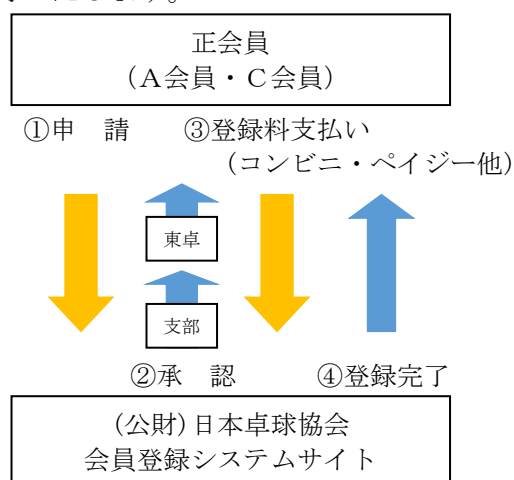 正会員
(A会員・C会員)
①申　請　③登録料支払い
(コンビニ・ペイジー他)
東卓
支部
②承　認　④登録完了
(公財)日本卓球協会
会員登録システムサイト